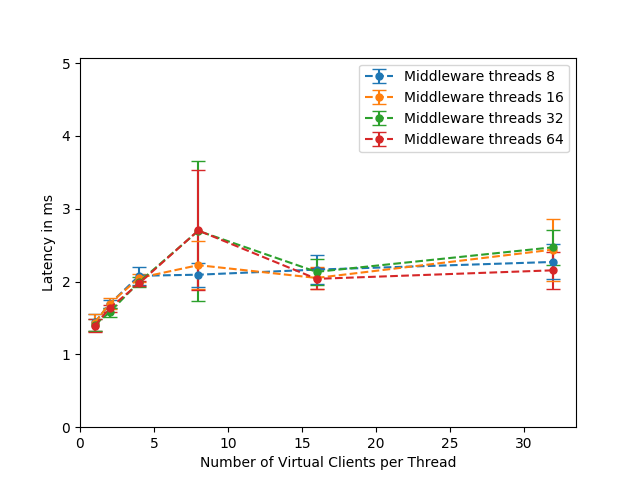 Middleware threads 8
Middleware threads 16
Middleware threads 32
Middleware threads 64
5
4
3
2
1
0
Latency in ms
0 5 10 15 20 25 30
Number of Virtual Clients per Thread